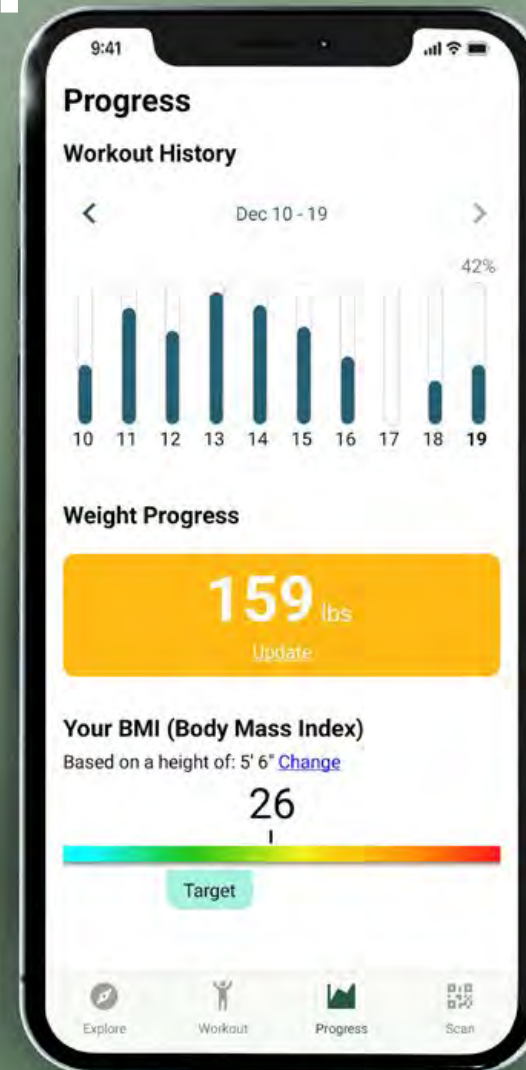 9:41
Progress
Workout History
Dec 10 - 19
42%
10 11 12 13 14 15 16 17 18 19
Weight Progress
159 lbs
Update
Your BMI (Body Mass Index)
Based on a height of: 5' 6" Change
26
Target
Explore Workout Progress Scan